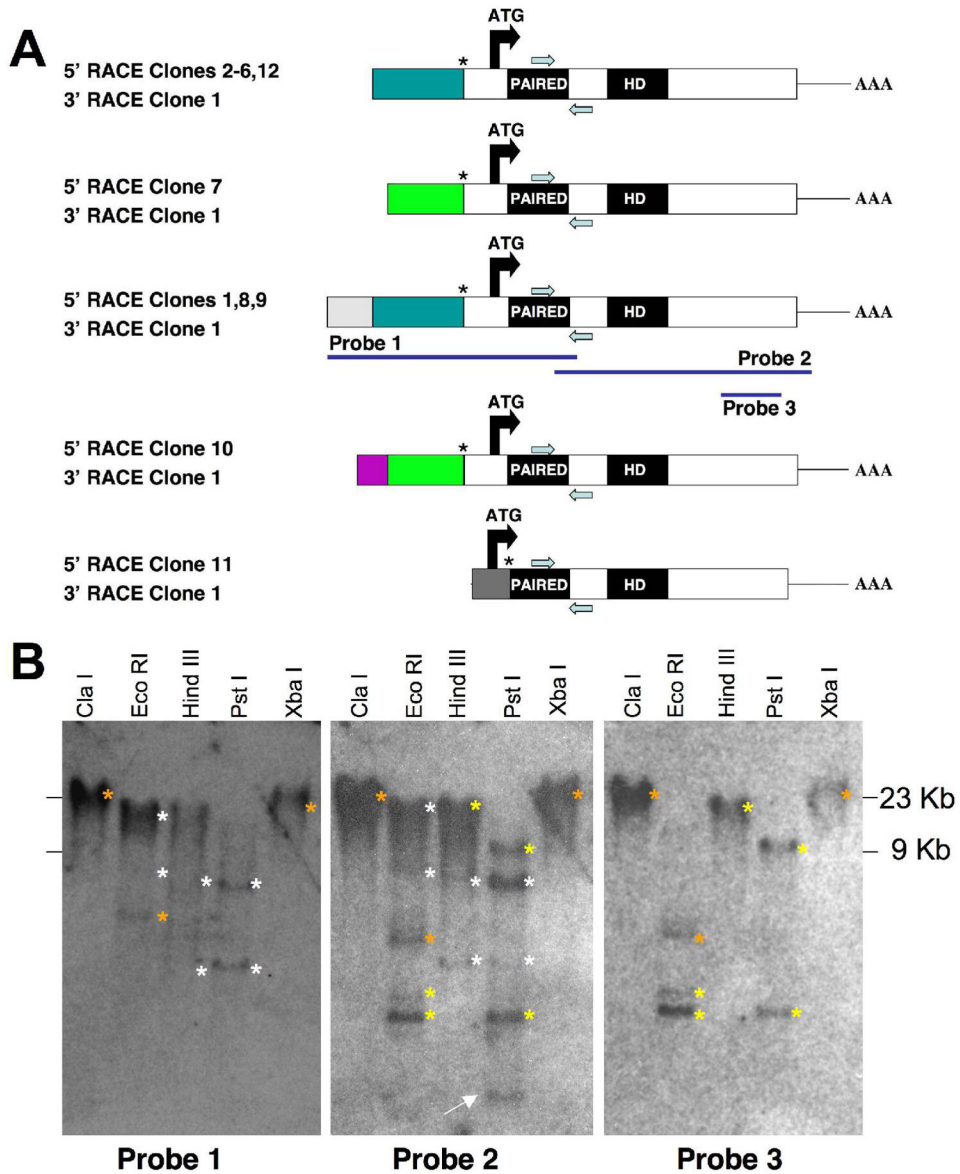 A
ATG
5’ RACE Clones 2-6,12
3’ RACE Clone 1
*
PAIRED
HD
AAA
ATG
5’ RACE Clone 7
3’ RACE Clone 1
*
PAIRED
HD
AAA
ATG
5’ RACE Clones 1,8,9
3’ RACE Clone 1
*
PAIRED
HD
AAA
Probe 1
Probe 2
Probe 3
ATG
5’ RACE Clone 10
3’ RACE Clone 1
*
PAIRED
HD
AAA
ATG
5’ RACE Clone 11
3’ RACE Clone 1
*
PAIRED
HD
AAA
B
Cla I
Eco RI
Hind III
Pst I
Xba I
Cla I
Eco RI
Hind III
Pst I
Xba I
Cla I
Eco RI
Hind III
Pst I
Xba I
23 Kb
9 Kb
Probe 1
Probe 2
Probe 3